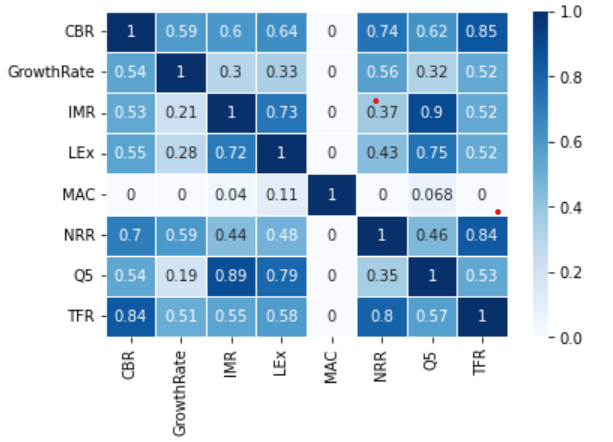 CBR 1 0.59 0.6 0.64 0 0.74 0.62 0.85
GrowthRate 0.54 1 0.3 0.33 0 0.56 0.32 0.52
IMR 0.53 0.21 1 0.73 0 0.37 0.9 0.52
LEx 0.55 0.28 0.72 1 0 0.43 0.75 0.52
MAC 0 0 0.04 0.11 1 0 0.068 0
NRR 0.7 0.59 0.44 0.48 0 1 0.46 0.84
Q5 0.54 0.19 0.89 0.79 0 0.35 1 0.53
TFR 0.84 0.51 0.55 0.58 0 0.8 0.57 1
CBR GrowthRate IMR LEx MAC NRR Q5 TFR
1.0
0.8
0.6
0.4
0.2
0.0